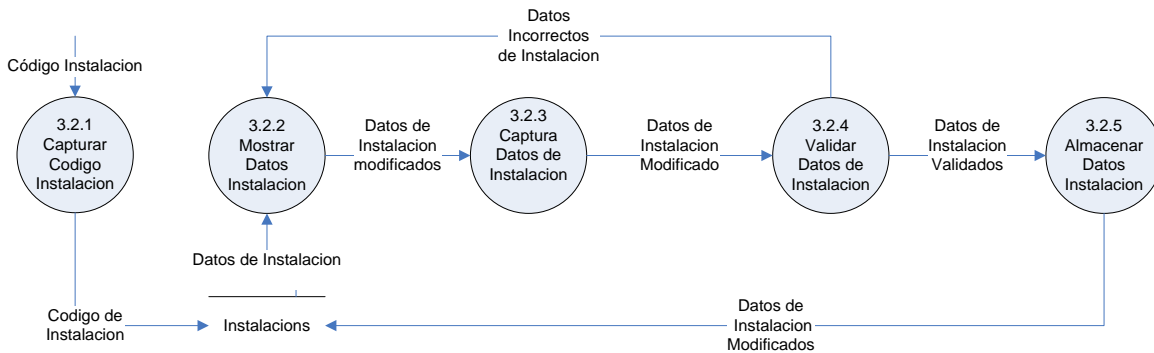 Datos
Incorrectos
de Instalacion
Código Instalacion
3.2.1
Capturar
Codigo
Instalacion
3.2.2
Mostrar
Datos
Instalacion
Datos de
Instalacion
modificados
3.2.3
Captura
Datos de
Instalacion
Datos de
Instalacion
Modificado
3.2.4
Validar
Datos de
Instalacion
Datos de
Instalacion
Validados
3.2.5
Almacenar
Datos
Instalacion
Datos de Instalacion
Codigo de
Instalacion
Instalacions
Datos de
Instalacion
Modificados